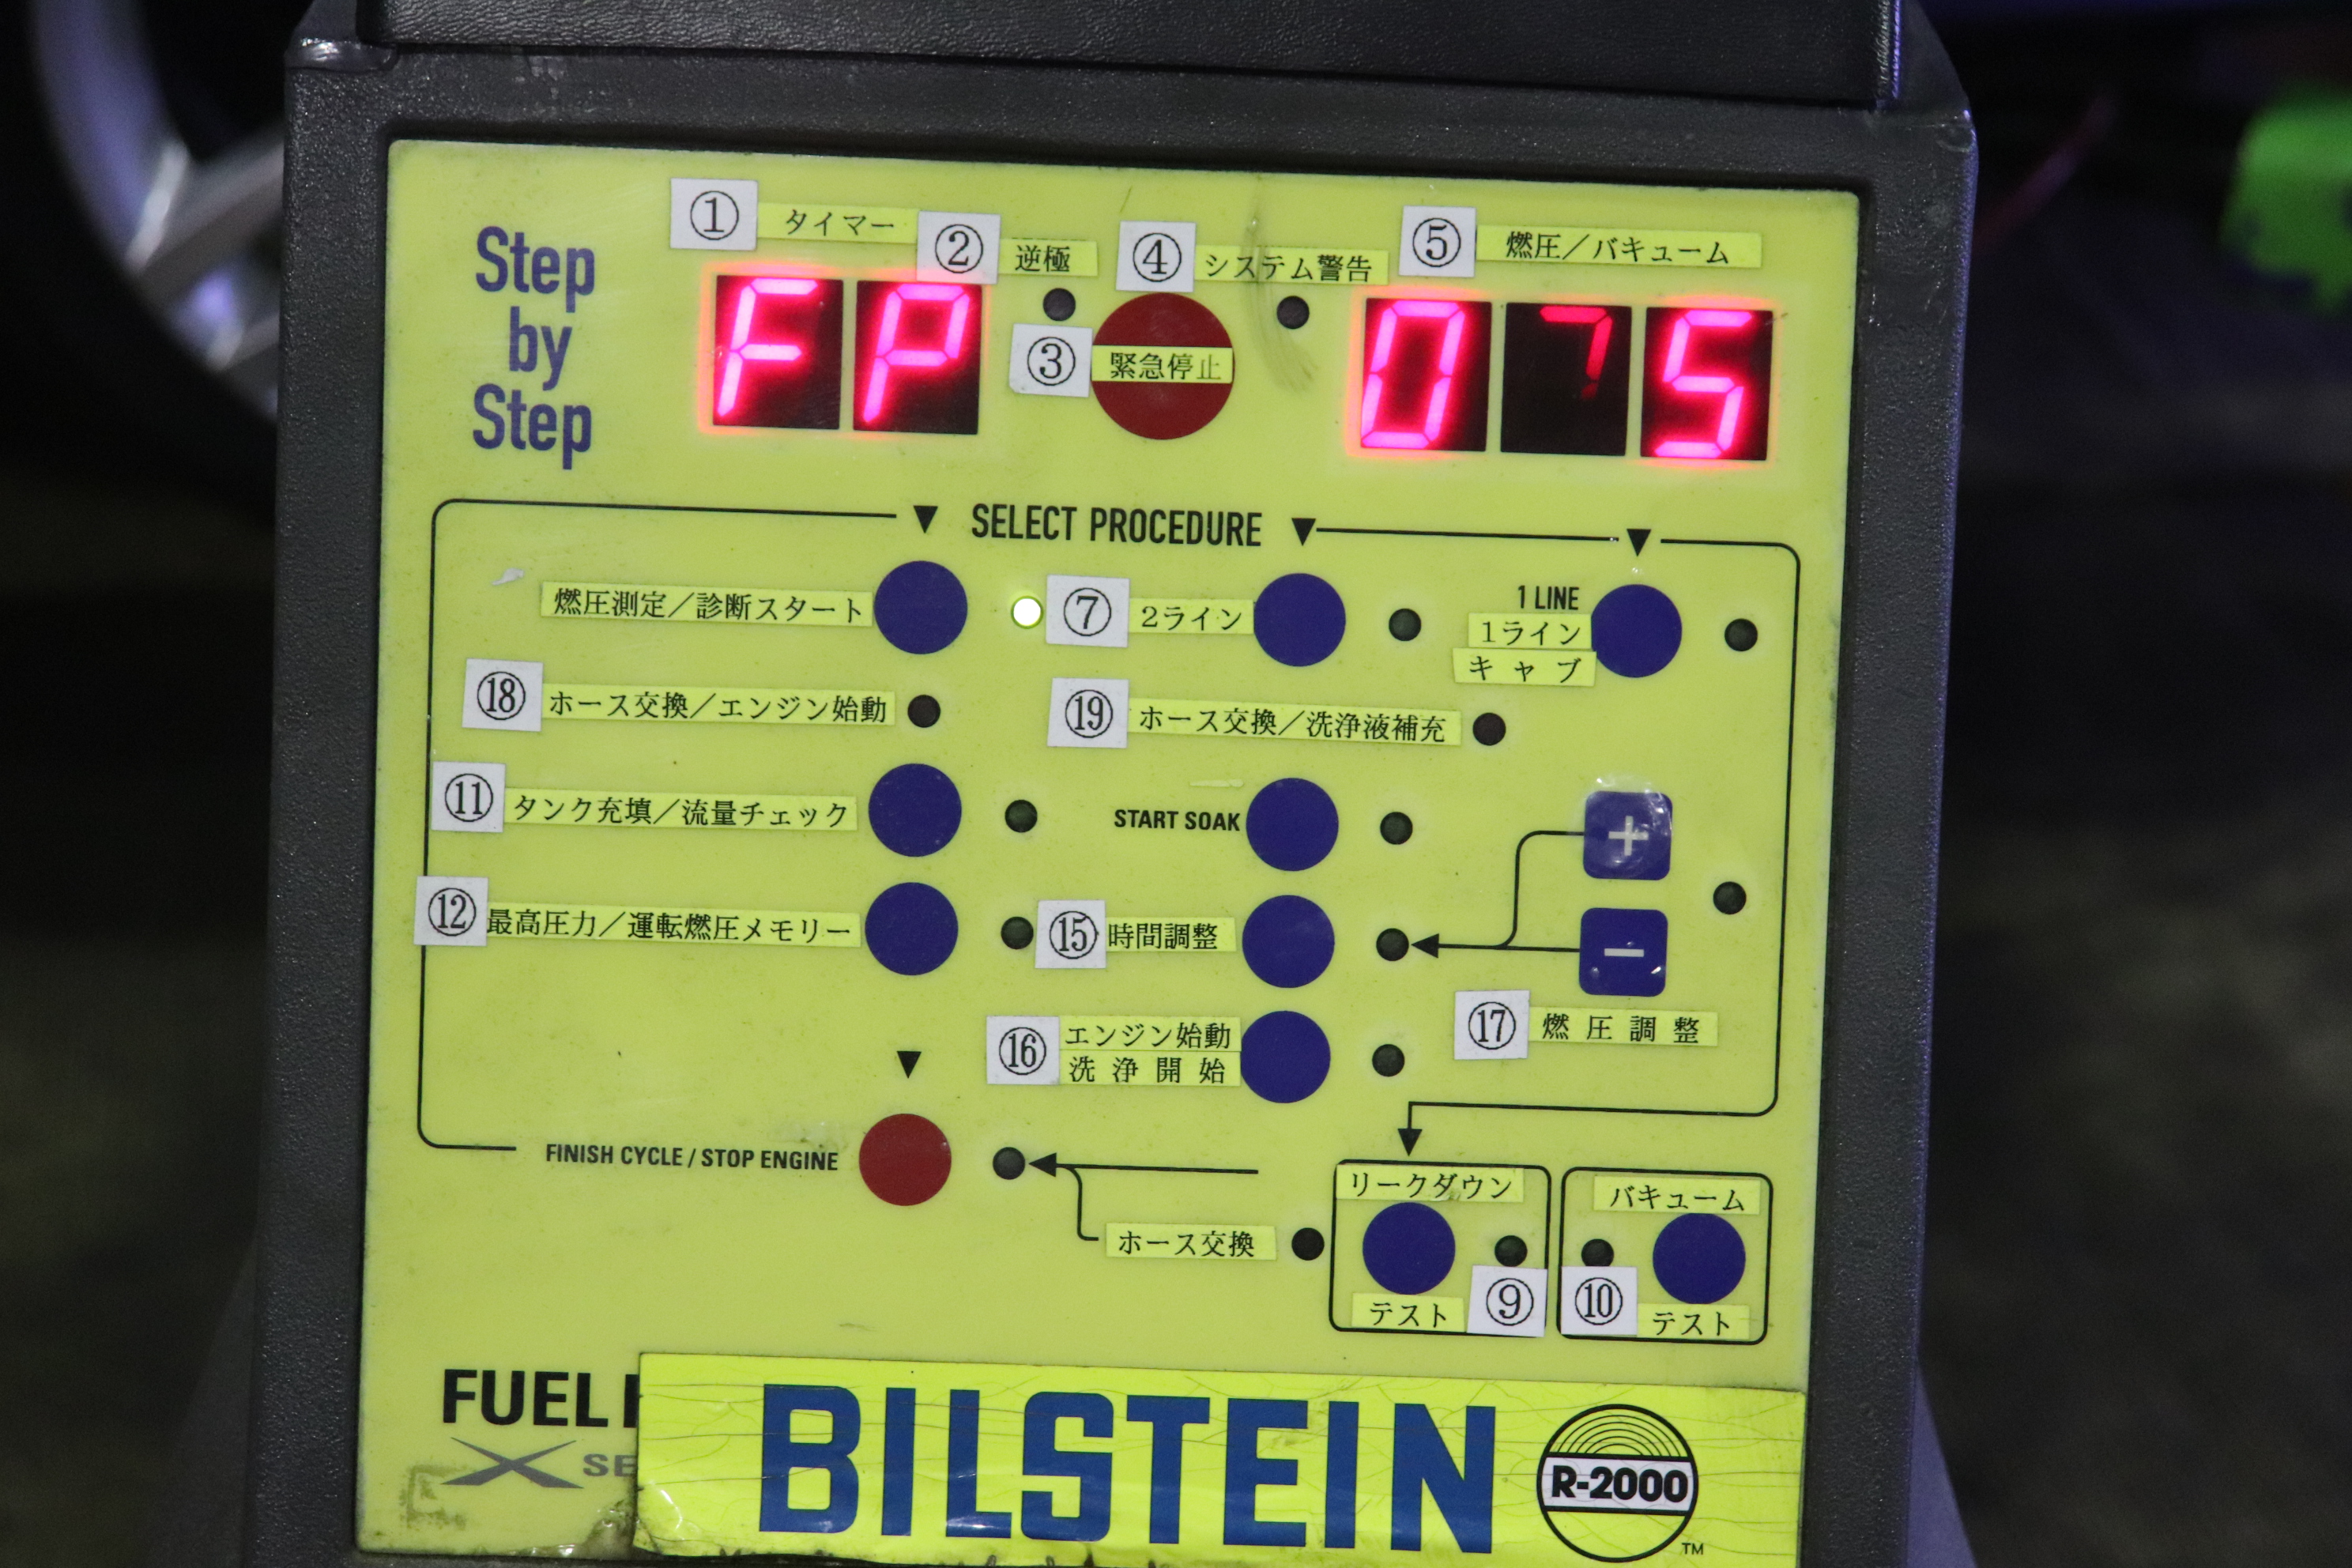 ① タイマー
② 逆極
④ システム警告
⑤ 燃圧／バキューム
Step
by
Step
FP
③ 緊急停止
075
SELECT PROCEDURE
燃圧測定／診断スタート
⑦ 2ライン
1 LINE
1ライン
キャブ
⑱ ホース交換／エンジン始動
⑲ ホース交換／洗浄液補充
⑪ タンク充填／流量チェック
START SOAK
+
⑫ 最高圧力／運転燃圧メモリー
⑮ 時間調整
−
⑯ エンジン始動
洗浄開始
⑰ 燃圧調整
FINISH CYCLE / STOP ENGINE
ホース交換
リークダウン
テスト ⑨
バキューム
⑩ テスト
FUEL
X SE
BILSTEIN
R-2000
TM